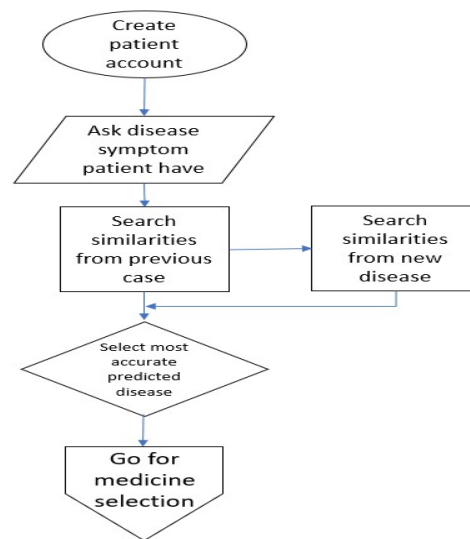 Create
patient
account
Ask disease
symptom
patient have
Search
similarities
from previous
case
Search
similarities
from new
disease
Select most
accurate
predicted
disease
Go for
medicine
selection